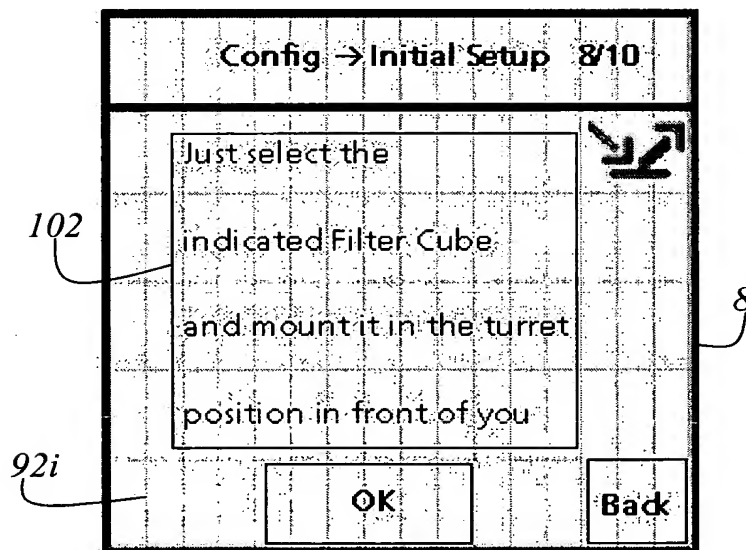 Config → Initial Setup 8/10
Just select the
indicated Filter Cube
102
and mount it in the turret
8
position in front of you
92i
OK
Back